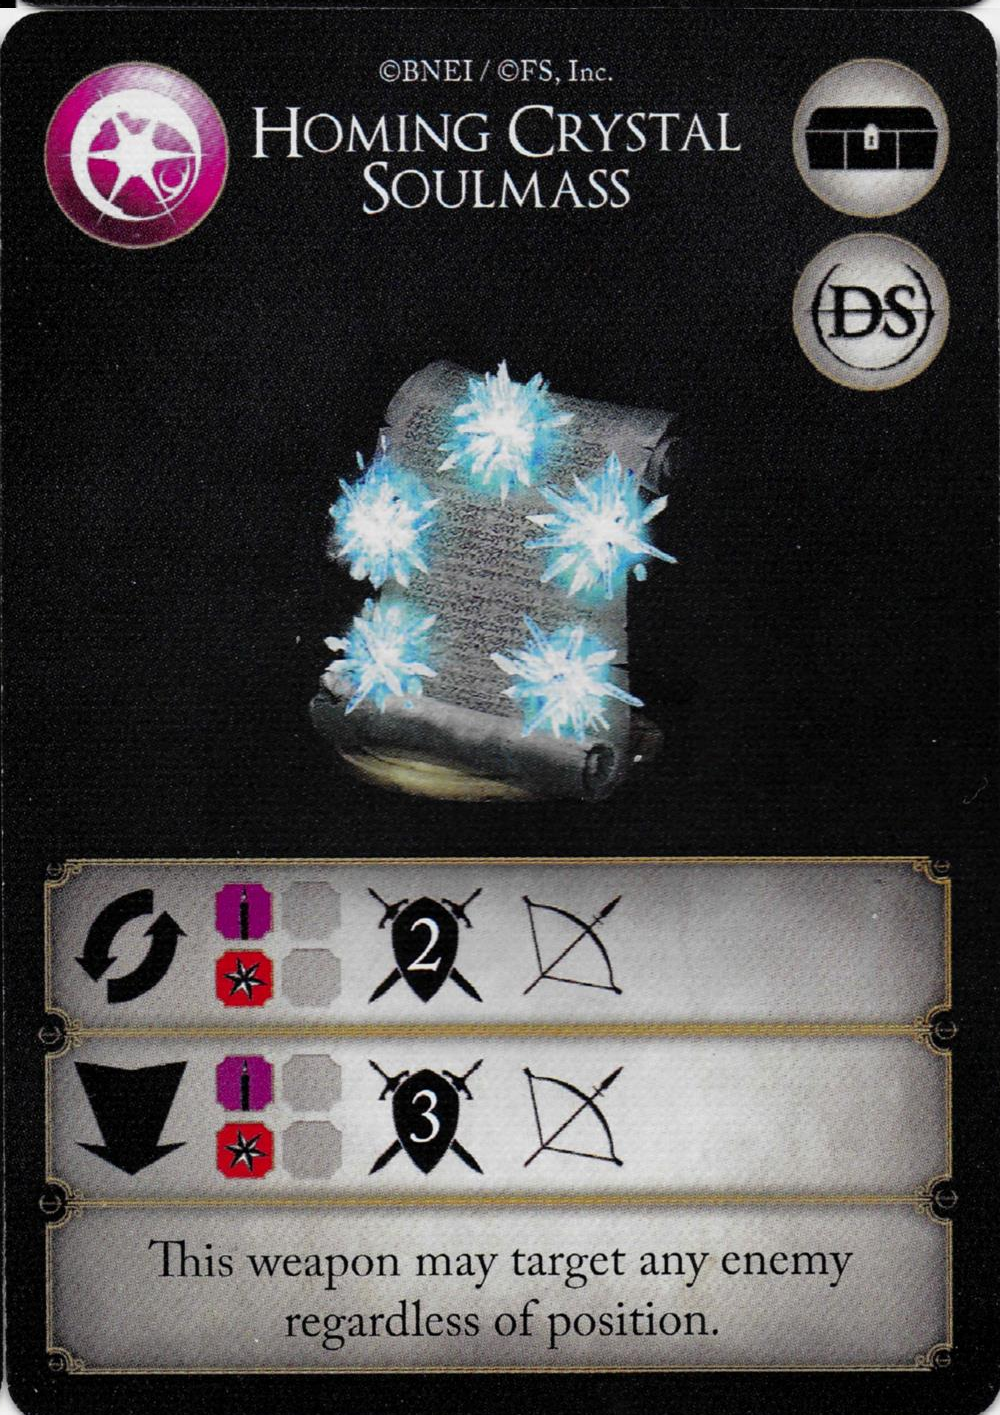 ©BNEI / ©FS, Inc.
HOMING CRYSTAL
SOULMASS
DS
2
3
This weapon may target any enemy
regardless of position.